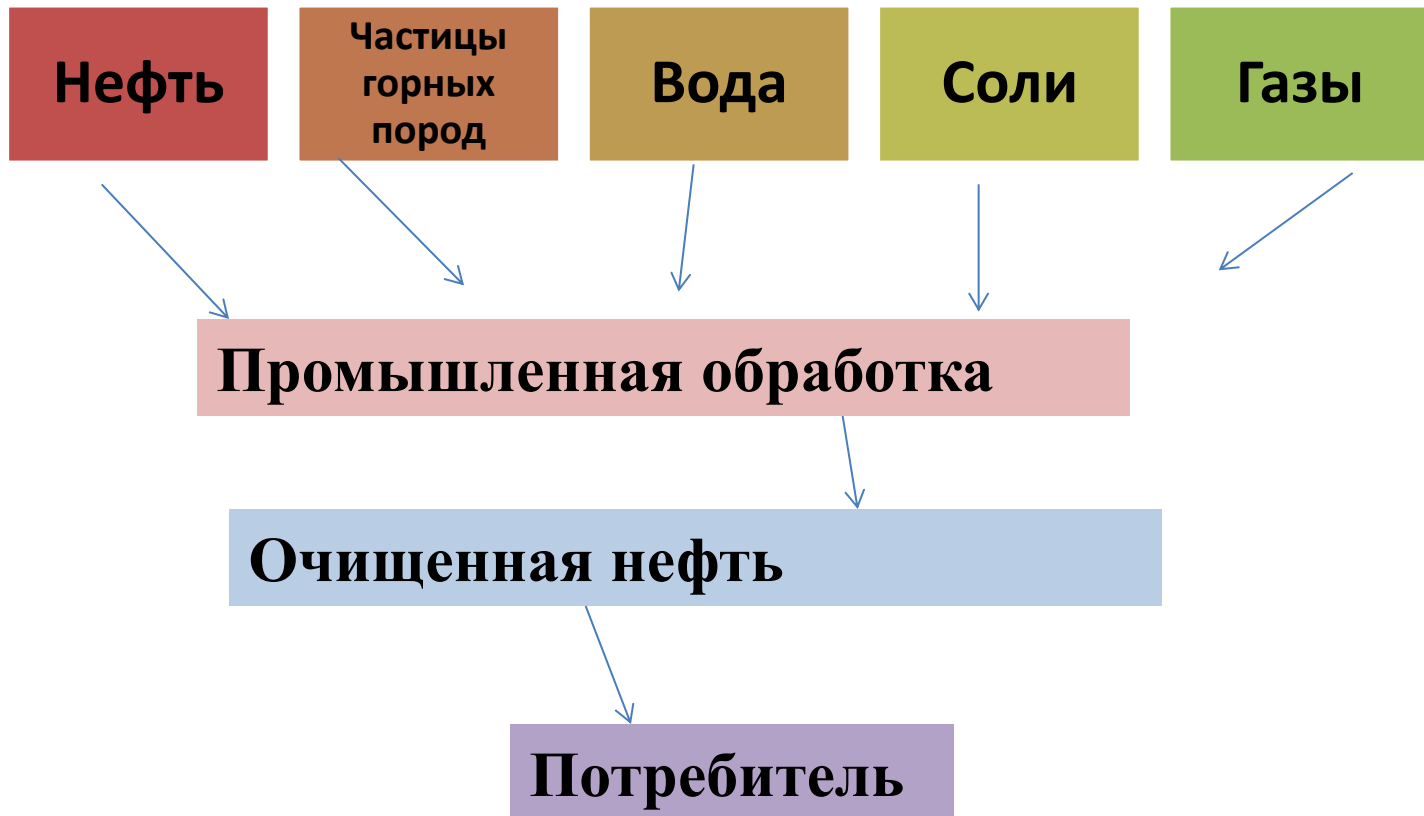 Нефть
Частицы
горных
пород
Вода
Соли
Газы
Промышленная обработка
Очищенная нефть
Потребитель